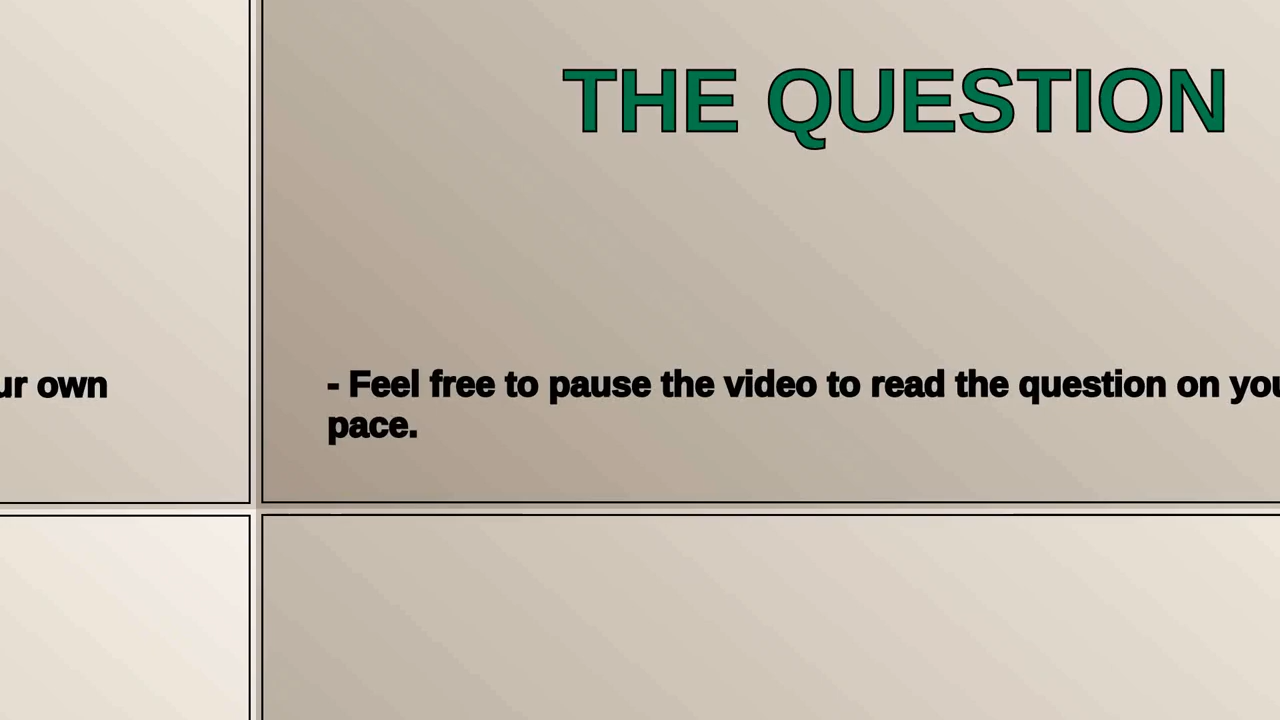 THE QUESTION
ur own
- Feel free to pause the video to read the question on you
pace.